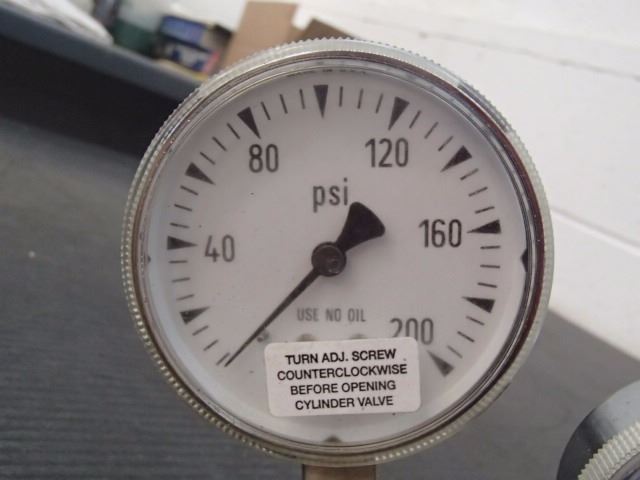 80
120
psi
40
160
USE NO OIL
200
TURN ADJ. SCREW
COUNTERCLOCKWISE
BEFORE OPENING
CYLINDER VALVE